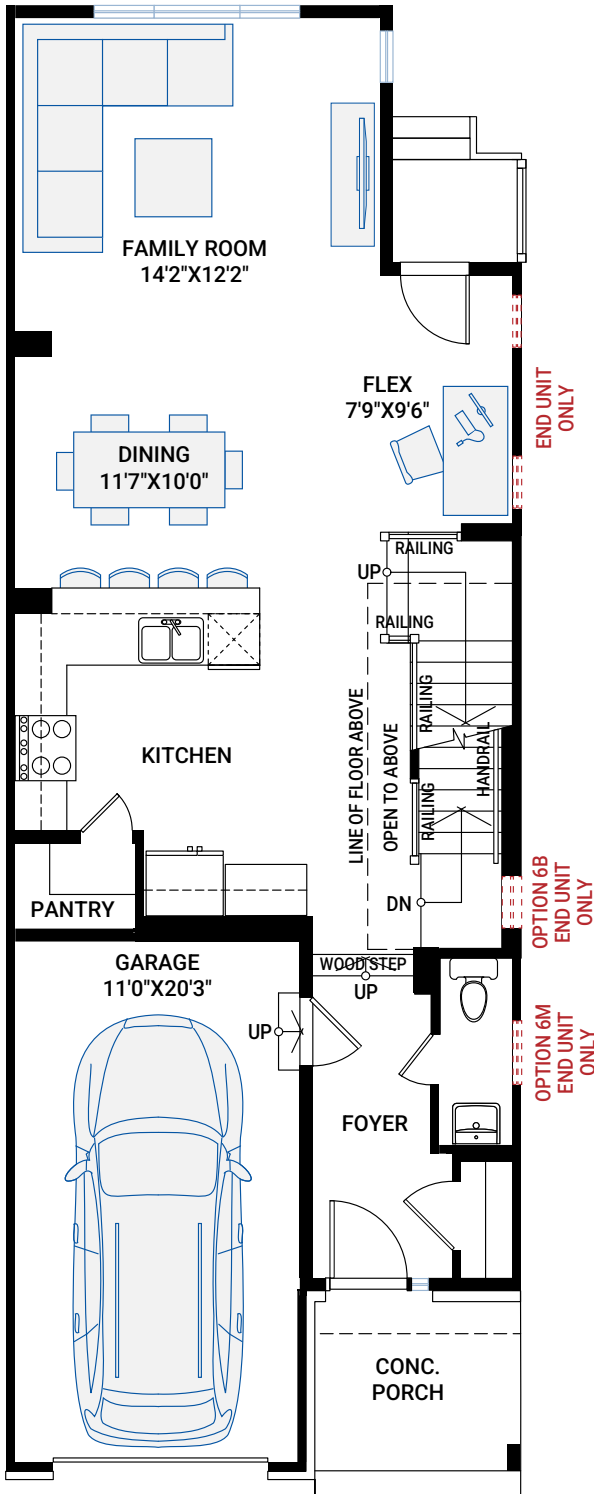 FAMILY ROOM
14'2"X12'2"
FLEX
7'9"X9'6"
END UNIT
ONLY
DINING
11'7"X10'0"
RAILING
UP
RAILING
RAILING
HANDRAIL
LINE OF FLOOR ABOVE
OPEN TO ABOVE
RAILING
KITCHEN
DN
OPTION 6B
END UNIT
ONLY
PANTRY
GARAGE
11'0"X20'3"
WOOD STEP
UP
UP
OPTION 6M
END UNIT
ONLY
FOYER
CONC.
PORCH